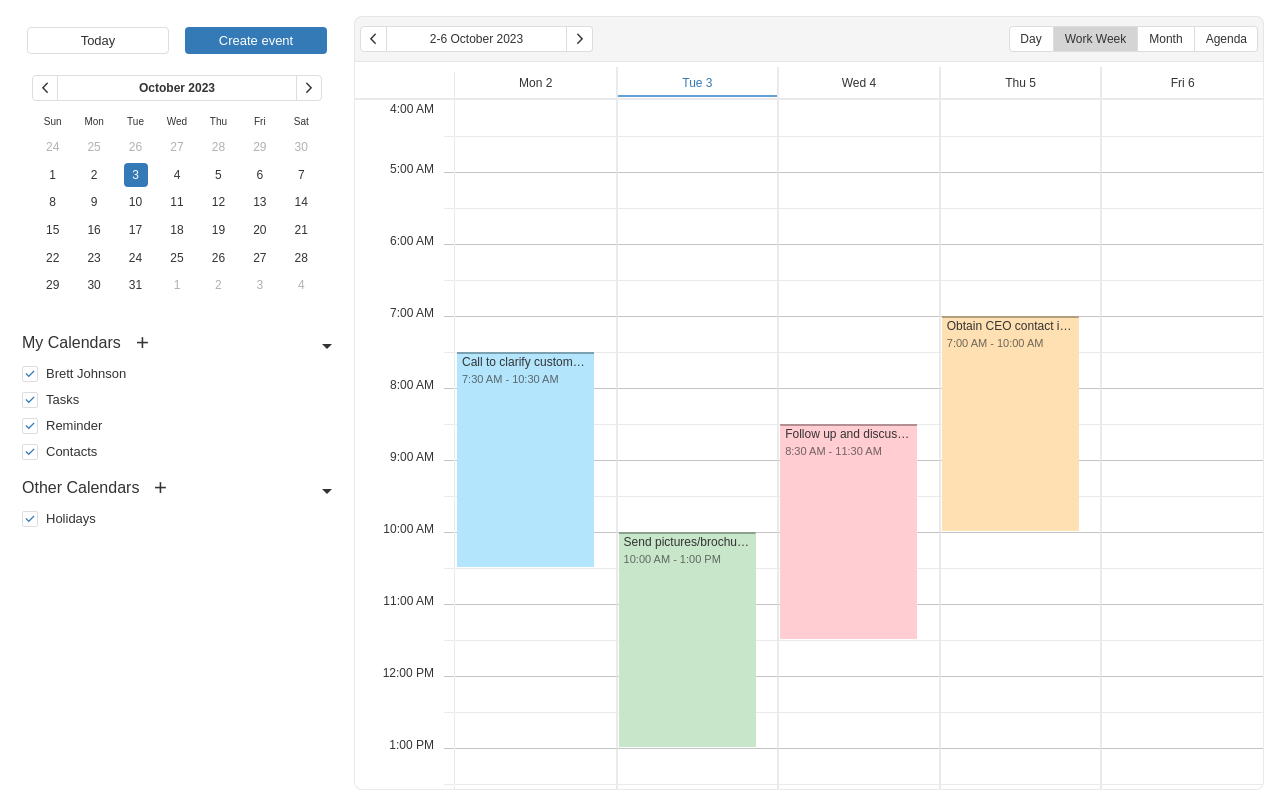 Today
Create event
October 2023
Sun Mon Tue Wed Thu Fri Sat
24 25 26 27 28 29 30
1 2 3 4 5 6 7
8 9 10 11 12 13 14
15 16 17 18 19 20 21
22 23 24 25 26 27 28
29 30 31 1 2 3 4
My Calendars
Brett Johnson
Tasks
Reminder
Contacts
Other Calendars
Holidays
2-6 October 2023
Day Work Week Month Agenda
Mon 2 Tue 3 Wed 4 Thu 5 Fri 6
4:00 AM
5:00 AM
6:00 AM
7:00 AM
8:00 AM
9:00 AM
10:00 AM
11:00 AM
12:00 PM
1:00 PM
Call to clarify custom…
7:30 AM - 10:30 AM
Send pictures/brochu…
10:00 AM - 1:00 PM
Follow up and discus…
8:30 AM - 11:30 AM
Obtain CEO contact i…
7:00 AM - 10:00 AM